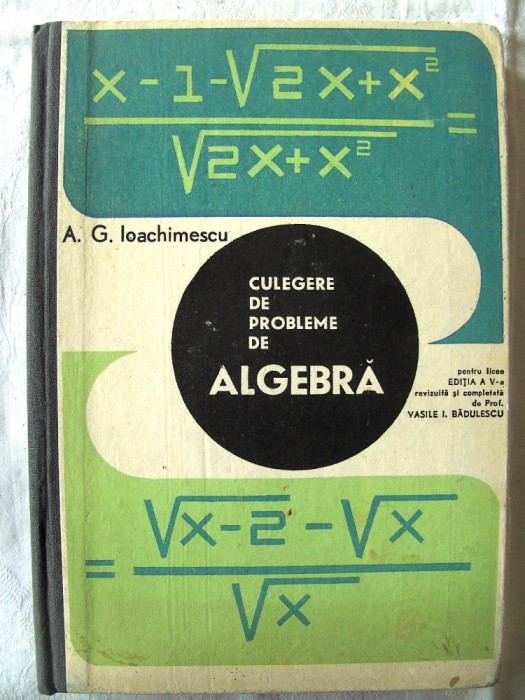 x - 1 - √2x + x²
√2x + x²
=
A. G. Ioachimescu
CULEGERE
DE
PROBLEME
DE
ALGEBRĂ
pentru licee
EDIȚIA A V-a
revizuită și completată
de Prof.
VASILE I. BĂDULESCU
√x-2 - √x
=
√x